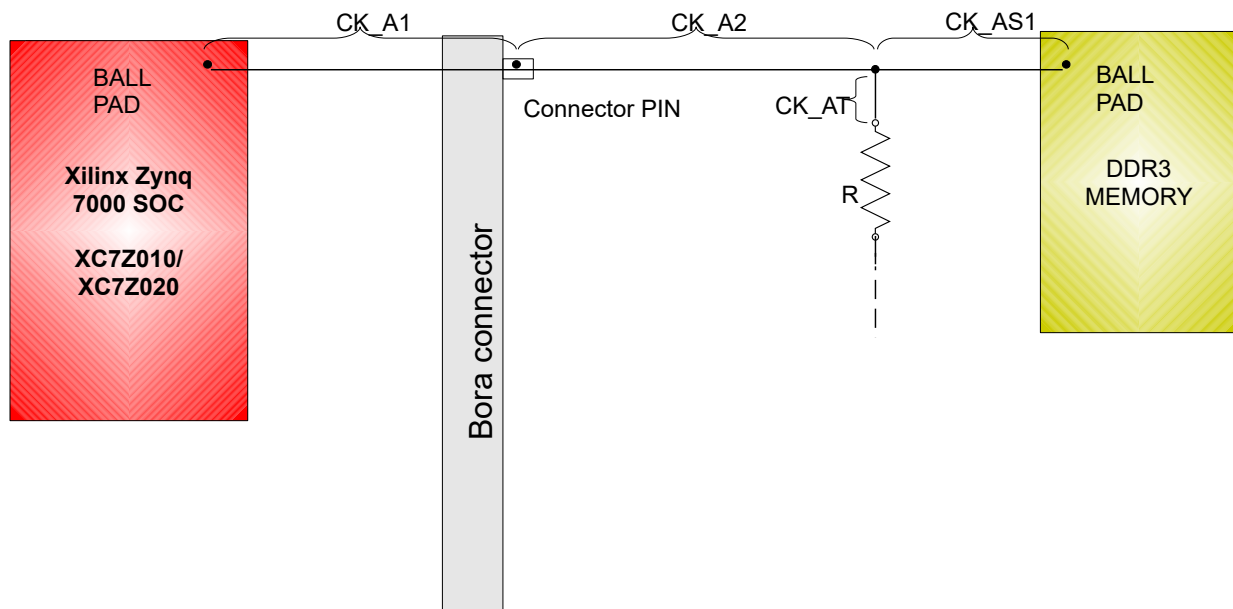 CK_A1
CK_A2
CK_AS1
BALL
PAD
Xilinx Zynq
7000 SOC
XC7Z010/
XC7Z020
Connector PIN
CK_AT
R
BALL
PAD
DDR3
MEMORY
Bora connector